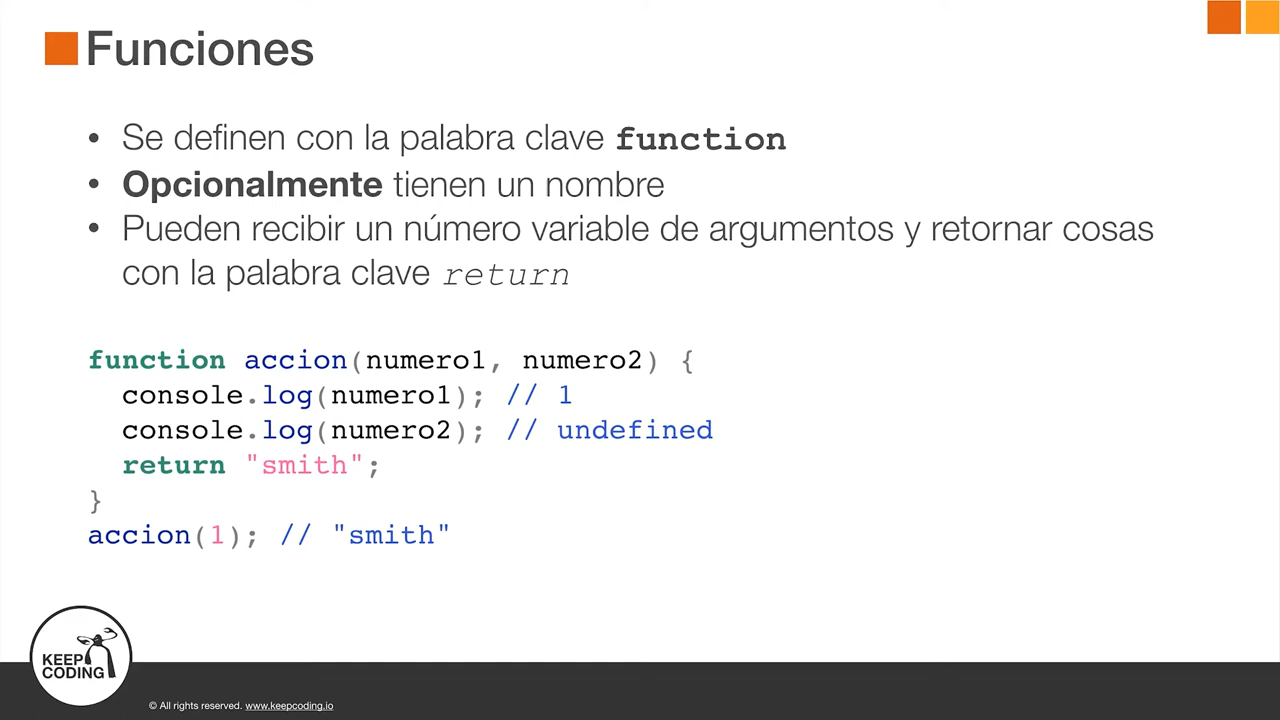 Funciones
• Se definen con la palabra clave function
• Opcionalmente tienen un nombre
• Pueden recibir un número variable de argumentos y retornar cosas
con la palabra clave return
function accion(numero1, numero2) {
  console.log(numero1); // 1
  console.log(numero2); // undefined
  return "smith";
}
accion(1); // "smith"
KEEP
CODING
© All rights reserved. www.keepcoding.io